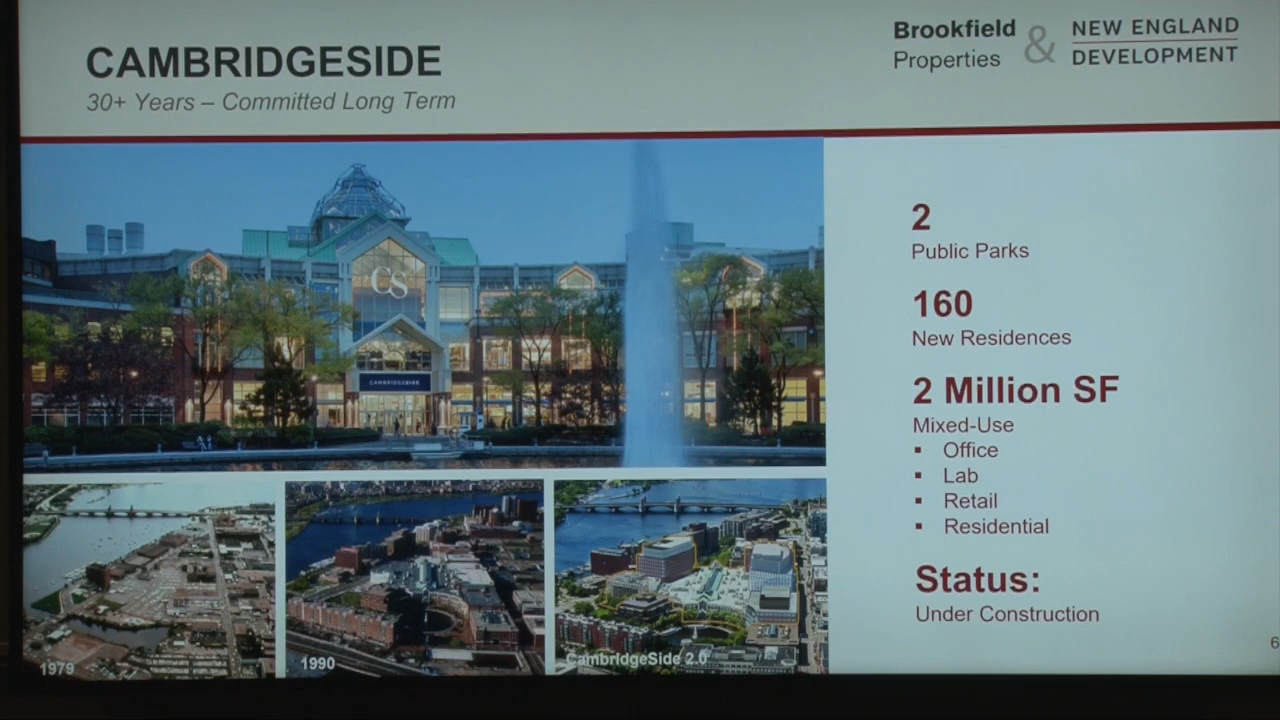 CAMBRIDGESIDE
30+ Years – Committed Long Term
Brookfield
Properties
&
NEW ENGLAND
DEVELOPMENT
CS
CAMBRIDGESIDE
1979
1990
CambridgeSide 2.0
2
Public Parks
160
New Residences
2 Million SF
Mixed-Use
▪ Office
▪ Lab
▪ Retail
▪ Residential
Status:
Under Construction
6